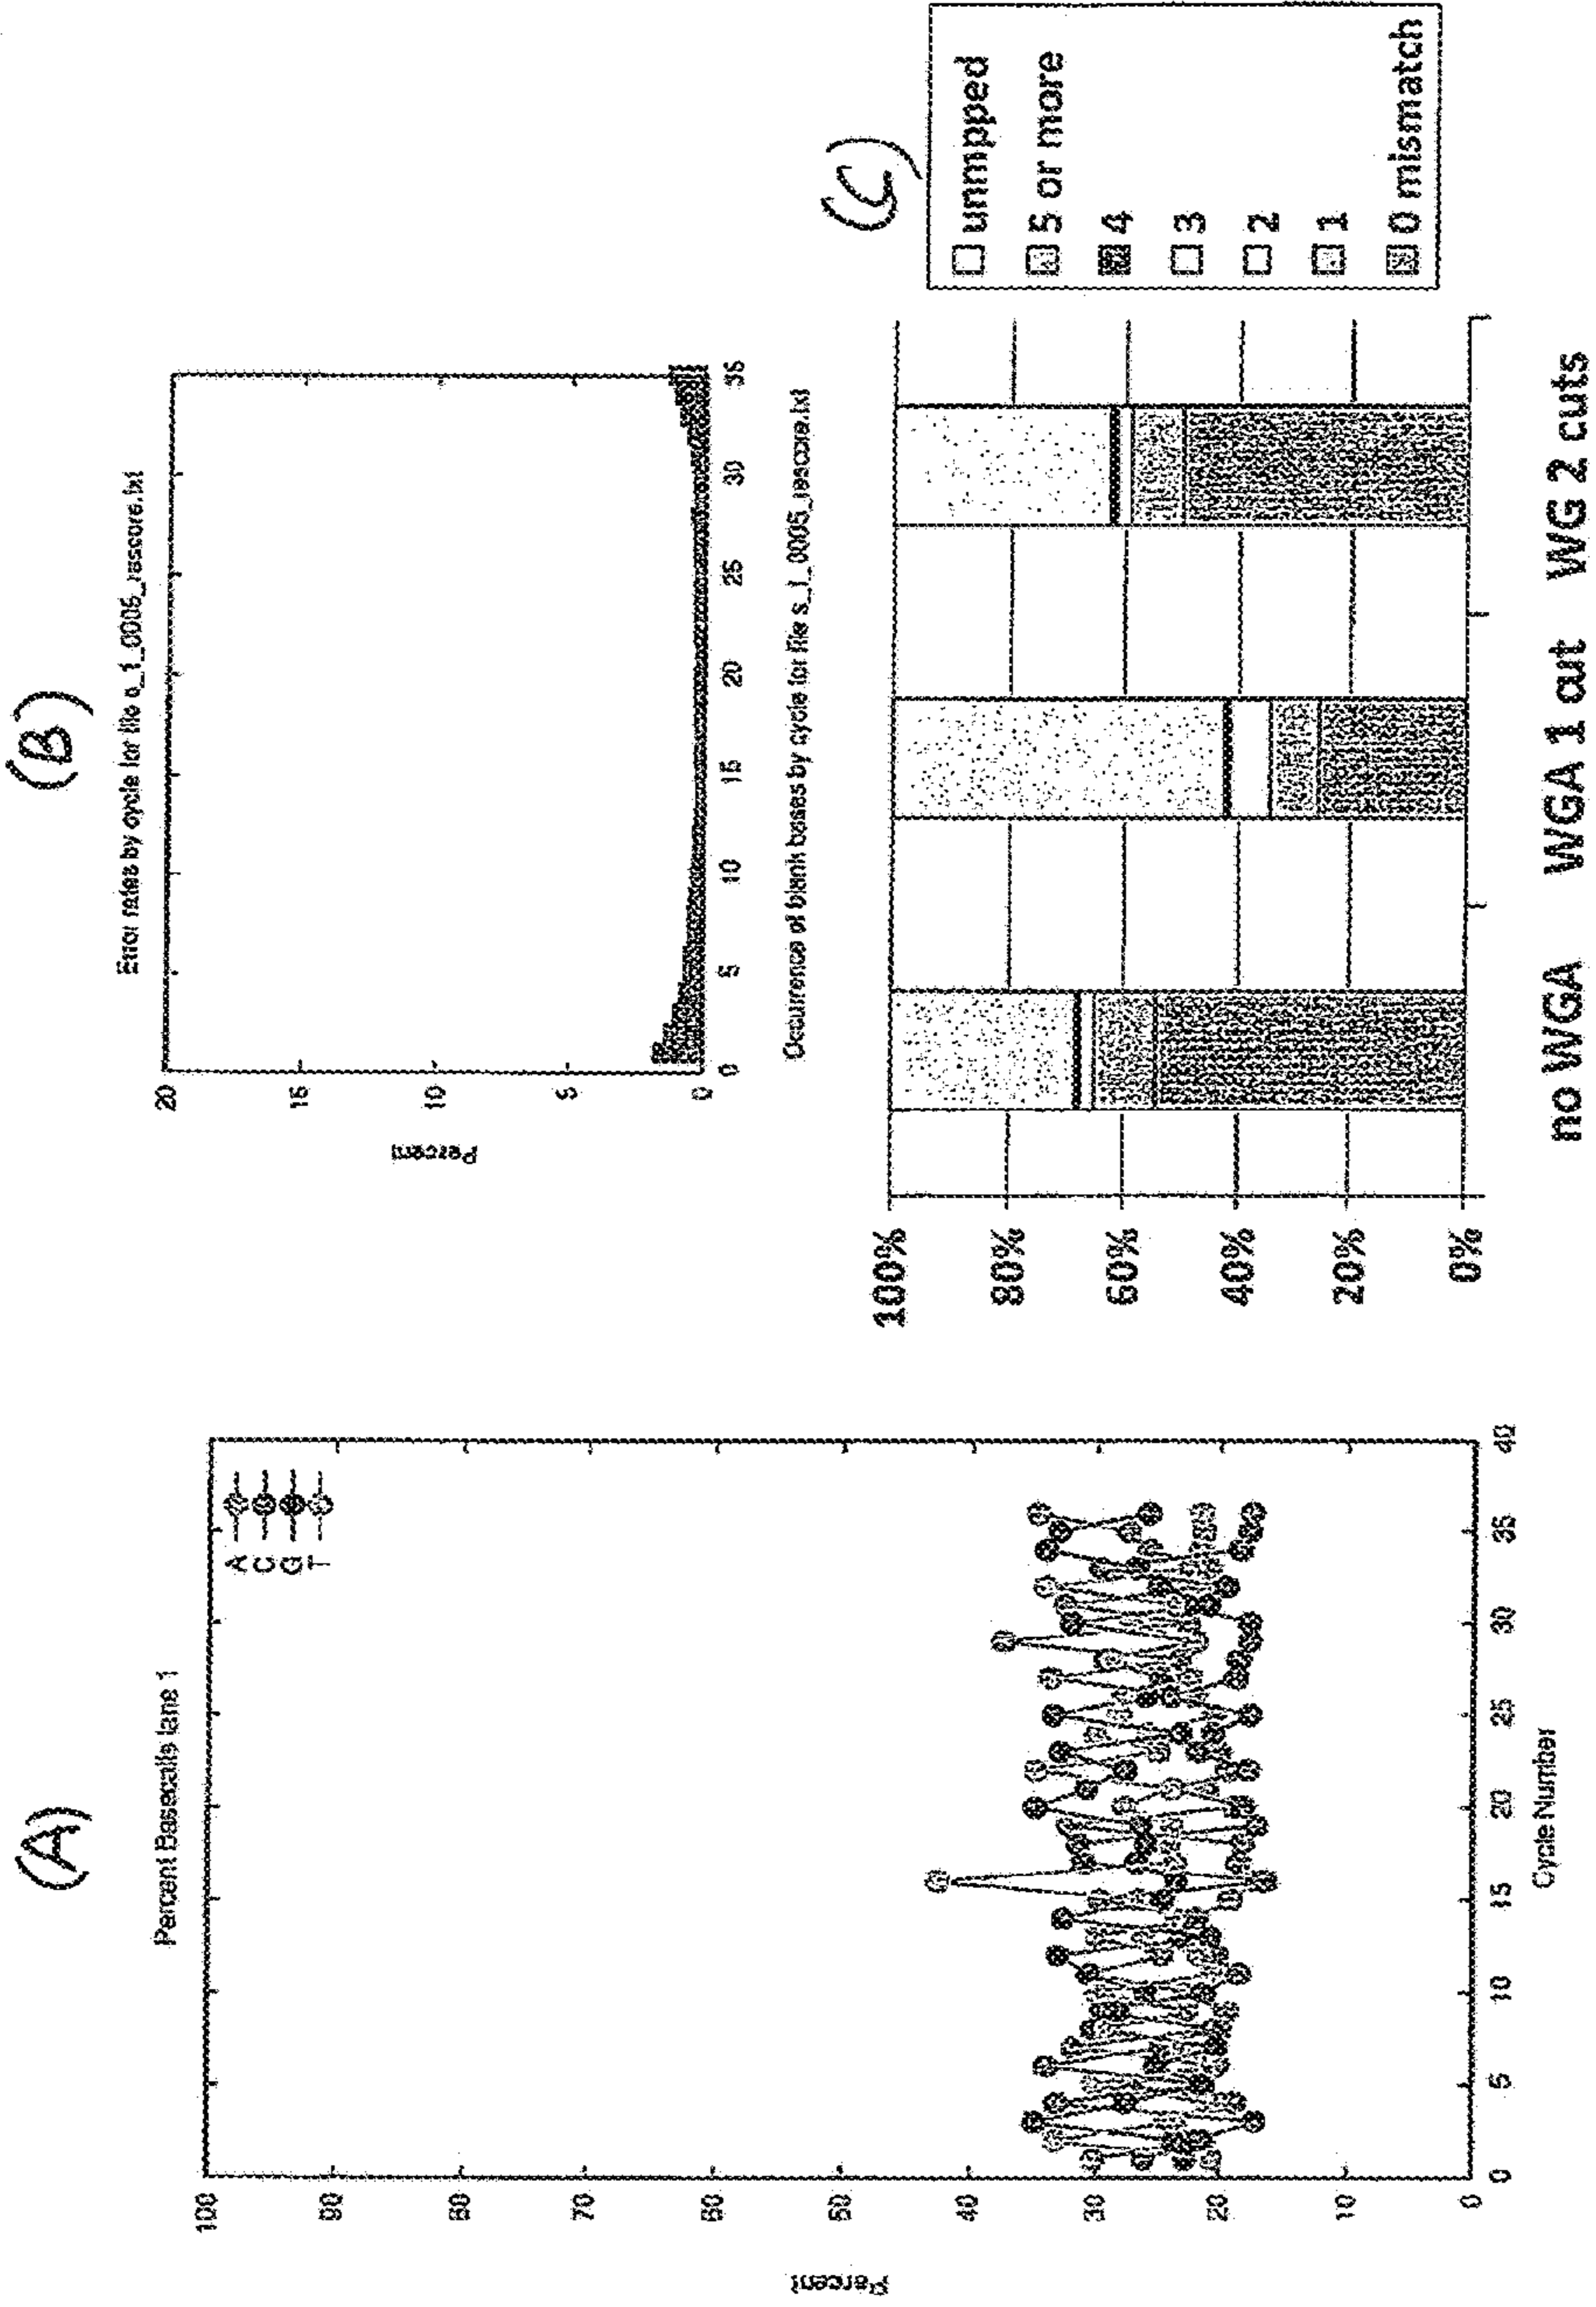 (A)
Percent Basecalls lane 1
A
C
G
T
Percent
100
90
80
70
60
50
40
30
20
10
0
0 5 10 15 20 25 30 35 40
Cycle Number
(B)
Error rates by cycle for file s_1_0005_rescore.txt
Percent
20
15
10
5
0
0 5 10 15 20 25 30 35
Occurrence of blank bases by cycle for file s_1_0005_rescore.txt
(C)
100%
80%
60%
40%
20%
0%
no WGA WGA 1 cut WG 2 cuts
unmpped
5 or more
4
3
2
1
0 mismatch